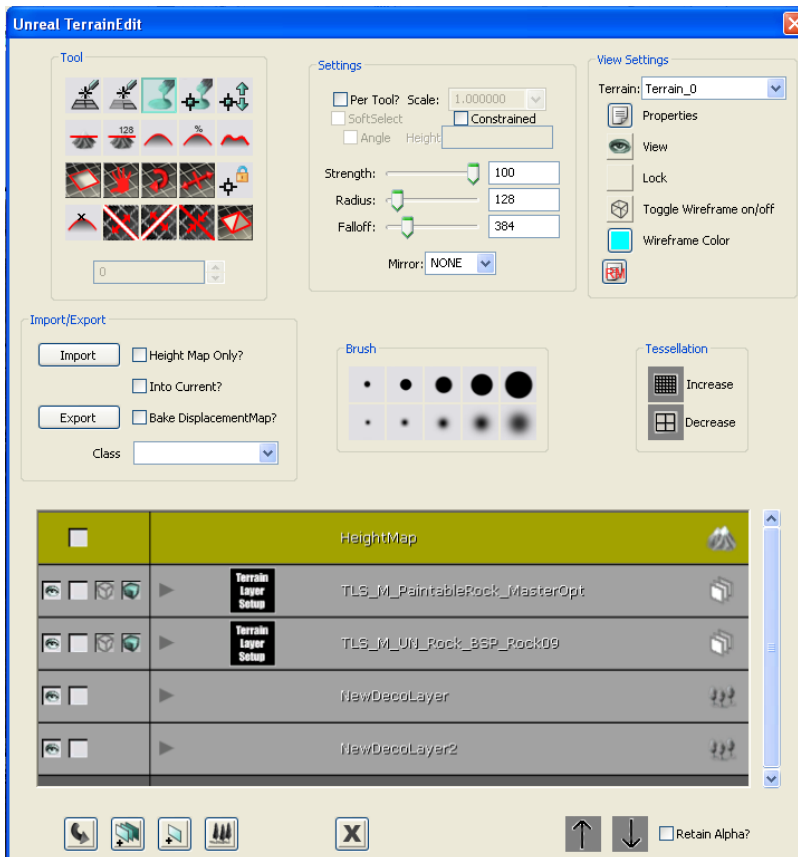 Unreal TerrainEdit
Tool
128
%
0
Settings
Per Tool? Scale: 1.000000
SoftSelect Constrained
Angle Height
Strength: 100
Radius: 128
Falloff: 384
Mirror: NONE
View Settings
Terrain: Terrain_0
Properties
View
Lock
Toggle Wireframe on/off
Wireframe Color
RM
Import/Export
Import Height Map Only?
Into Current?
Export Bake DisplacementMap?
Class
Brush
Tessellation
Increase
Decrease
HeightMap
Terrain
Layer
Setup
TLS_M_PaintableRock_MasterOpt
Terrain
Layer
Setup
TLS_M_UN_Rock_BSP_Rock09
NewDecoLayer
NewDecoLayer2
X
Retain Alpha?